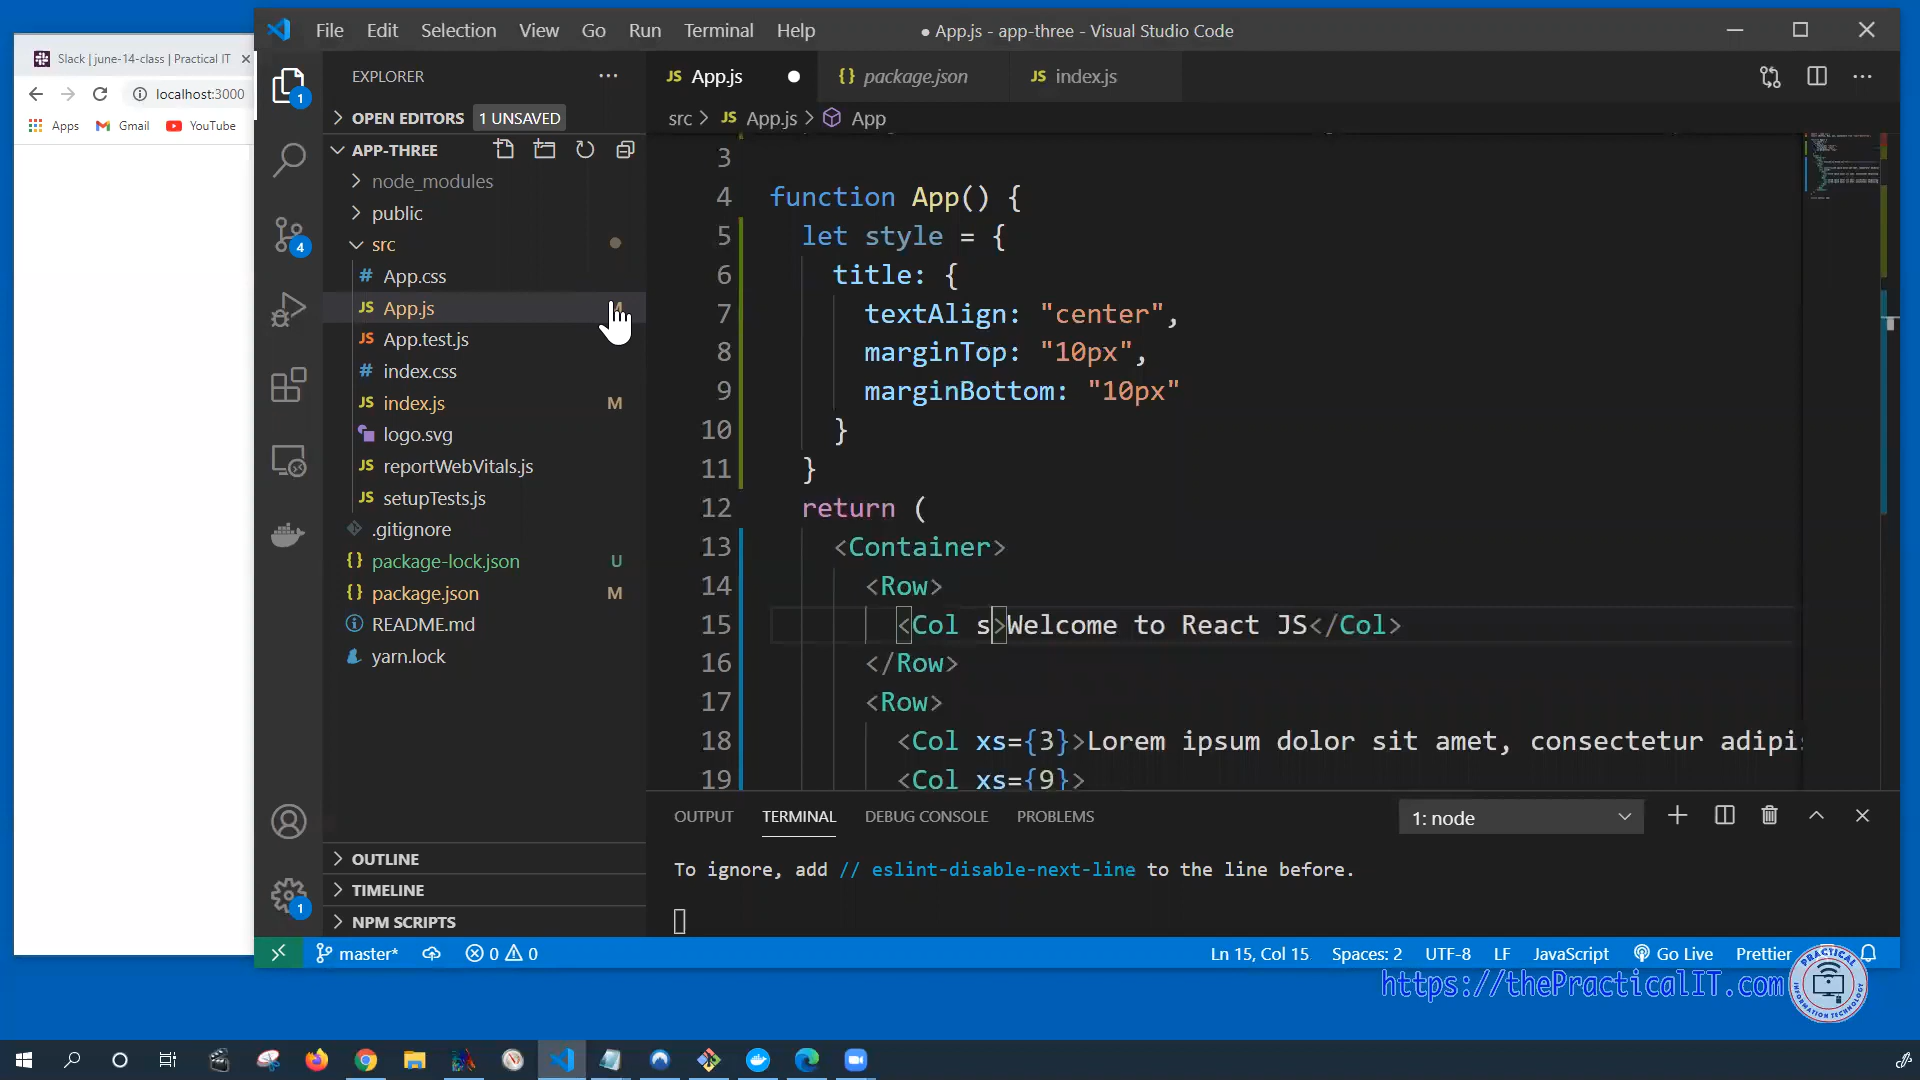 Slack | june-14-class | Practical IT
localhost:3000
Apps Gmail YouTube
File Edit Selection View Go Run Terminal Help
● App.js - app-three - Visual Studio Code
EXPLORER
OPEN EDITORS 1 UNSAVED
APP-THREE
node_modules
public
src
App.css
App.js M
App.test.js
index.css
index.js M
logo.svg
reportWebVitals.js
setupTests.js
.gitignore
package-lock.json U
package.json M
README.md
yarn.lock
OUTLINE
TIMELINE
NPM SCRIPTS
1
4
1
App.js package.json index.js
src > App.js > App
3
4 function App() {
5 let style = {
6 title: {
7 textAlign: "center",
8 marginTop: "10px",
9 marginBottom: "10px"
10 }
11 }
12 return (
13 <Container>
14 <Row>
15 <Col s>Welcome to React JS</Col>
16 </Row>
17 <Row>
18 <Col xs={3}>Lorem ipsum dolor sit amet, consectetur adipis
19 <Col xs={9}>
OUTPUT TERMINAL DEBUG CONSOLE PROBLEMS 1: node
To ignore, add // eslint-disable-next-line to the line before.
master* 0 0 Ln 15, Col 15 Spaces: 2 UTF-8 LF JavaScript Go Live Prettier
https://thePracticalIT.com
PRACTICAL
INFORMATION TECHNOLOGY